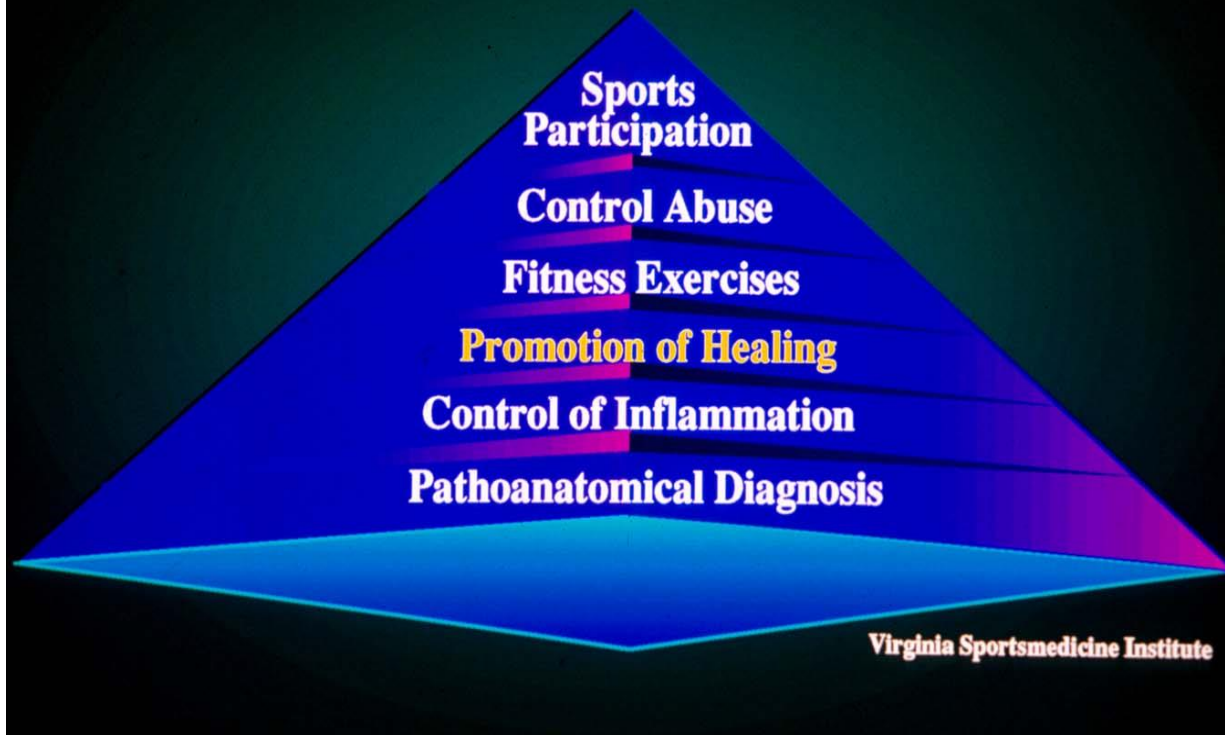 Sports
Participation
Control Abuse
Fitness Exercises
Promotion of Healing
Control of Inflammation
Pathoanatomical Diagnosis
Virginia Sportsmedicine Institute